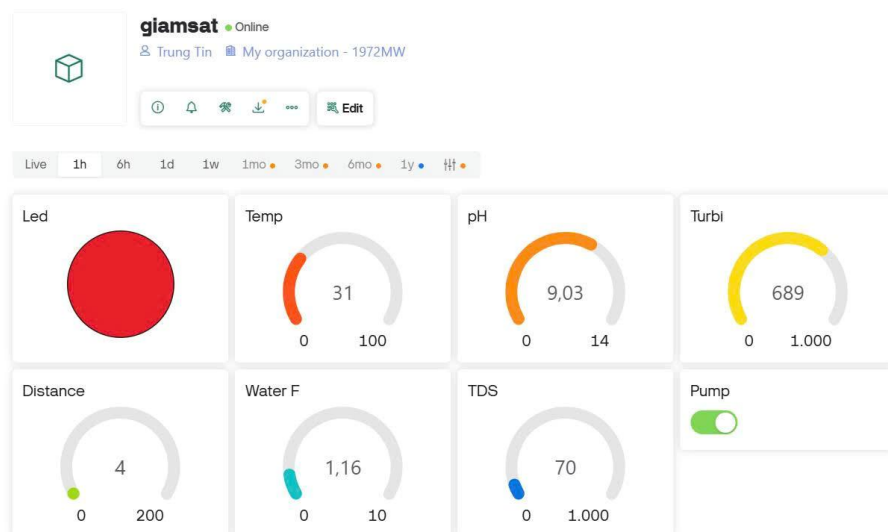 giamsat Online
Trung Tin My organization - 1972MW
Edit
Live 1h 6h 1d 1w 1mo 3mo 6mo 1y
Led Temp pH Turbi
31 9,03 689
0 100 0 14 0 1.000
Distance Water F TDS Pump
4 1,16 70
0 200 0 10 0 1.000